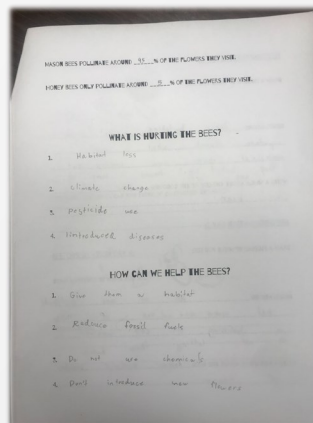 MASON BEES POLLINATE AROUND 95 % OF THE FLOWERS THEY VISIT.
HONEY BEES ONLY POLLINATE AROUND 5 % OF THE FLOWERS THEY VISIT.
WHAT IS HURTING THE BEES?
1. Habitat loss
2. climate change
3. pesticide use
4. Introduced diseases
HOW CAN WE HELP THE BEES?
1. Give them a habitat
2. Reduce fossil fuels
3. Do not use chemicals
4. Don't introduce new flowers